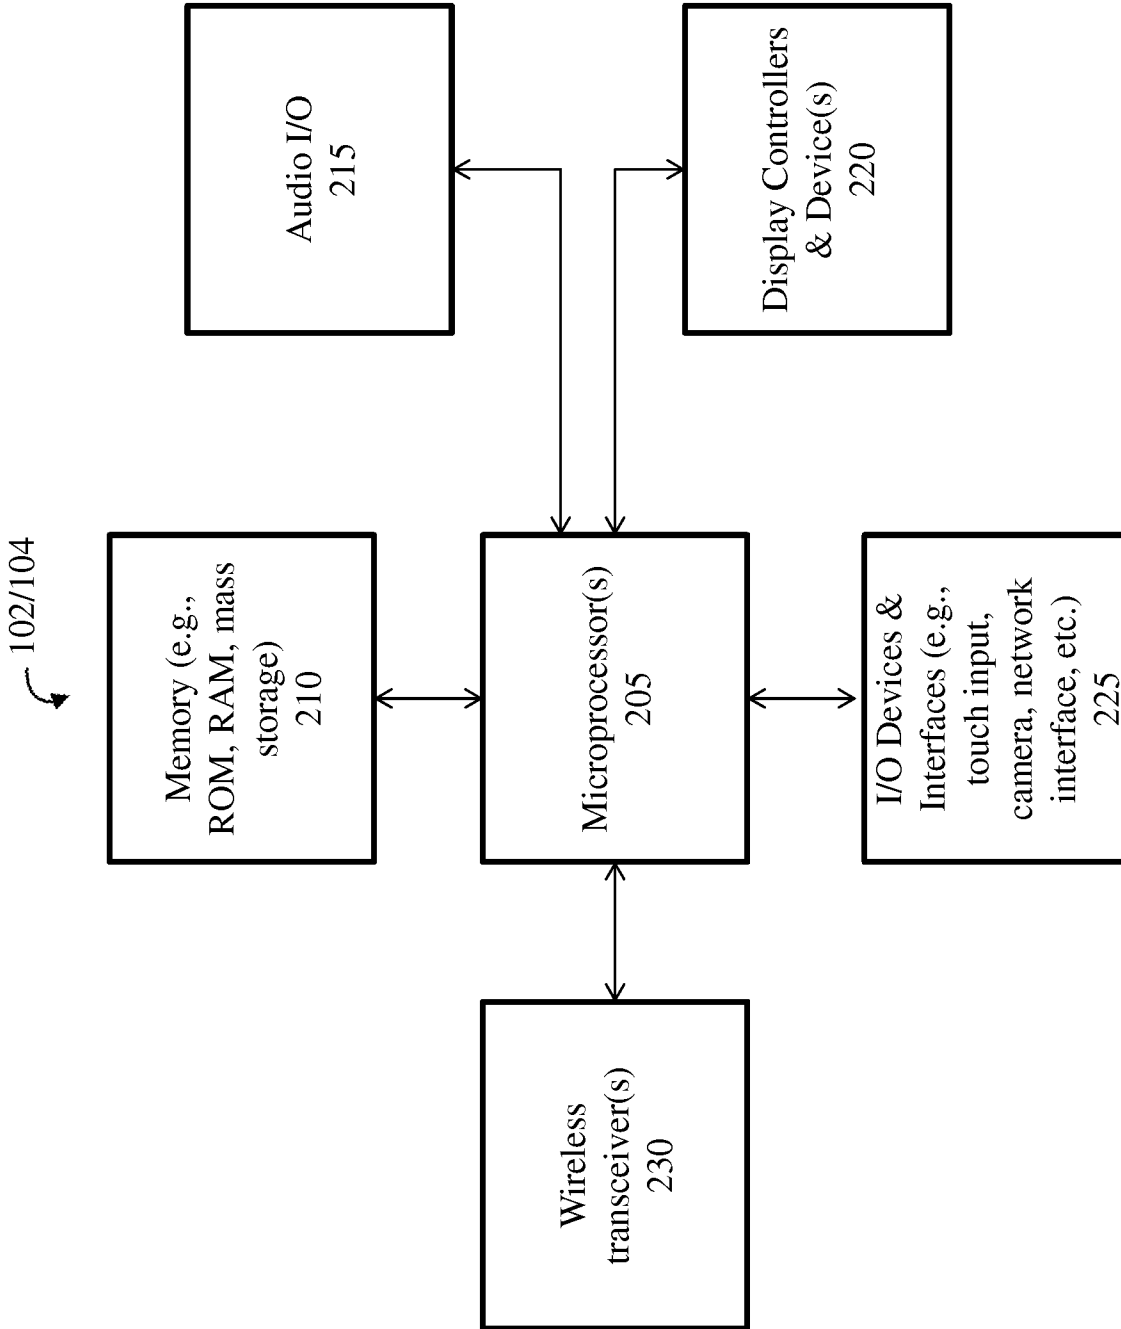 102/104
Memory (e.g.,
ROM, RAM, mass
storage)
210
Audio I/O
215
Wireless
transceiver(s)
230
Microprocessor(s)
205
Display Controllers
& Device(s)
220
I/O Devices &
Interfaces (e.g.,
touch input,
camera, network
interface, etc.)
225